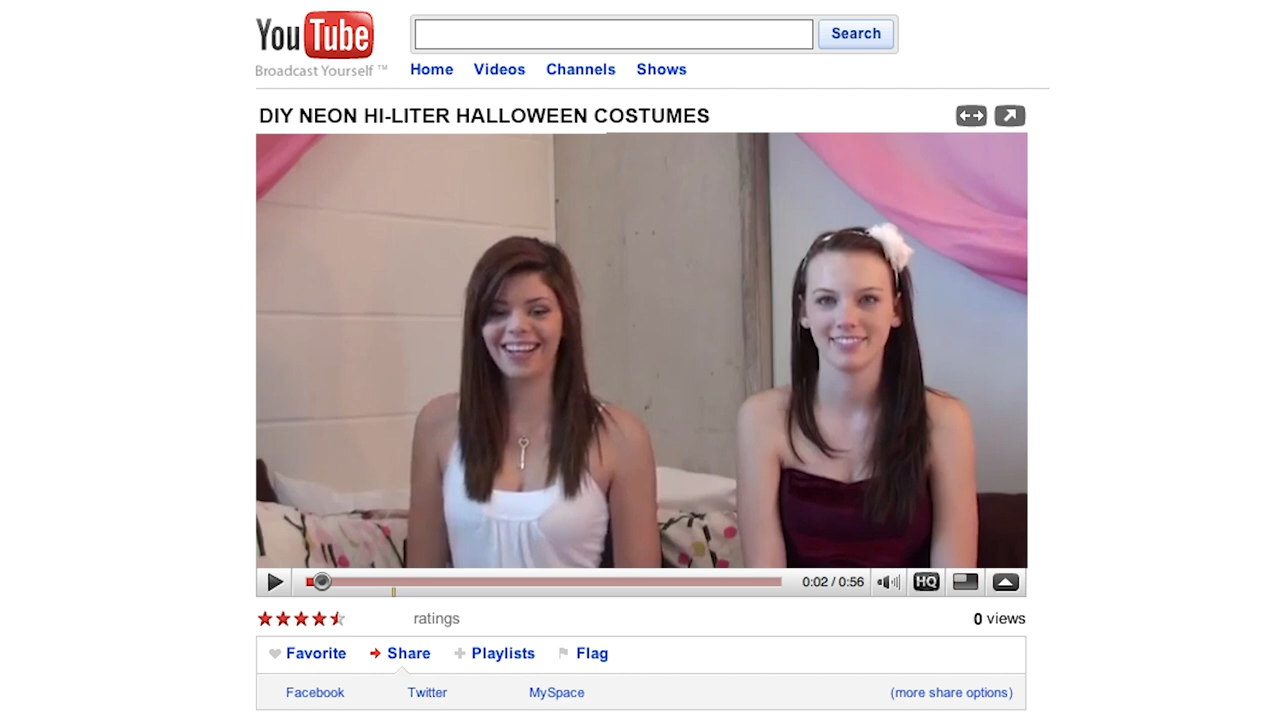 YouTube
Search
Broadcast Yourself ™
Home Videos Channels Shows
DIY NEON HI-LITER HALLOWEEN COSTUMES
0:02 / 0:56 HQ
ratings 0 views
Favorite Share Playlists Flag
Facebook Twitter MySpace (more share options)